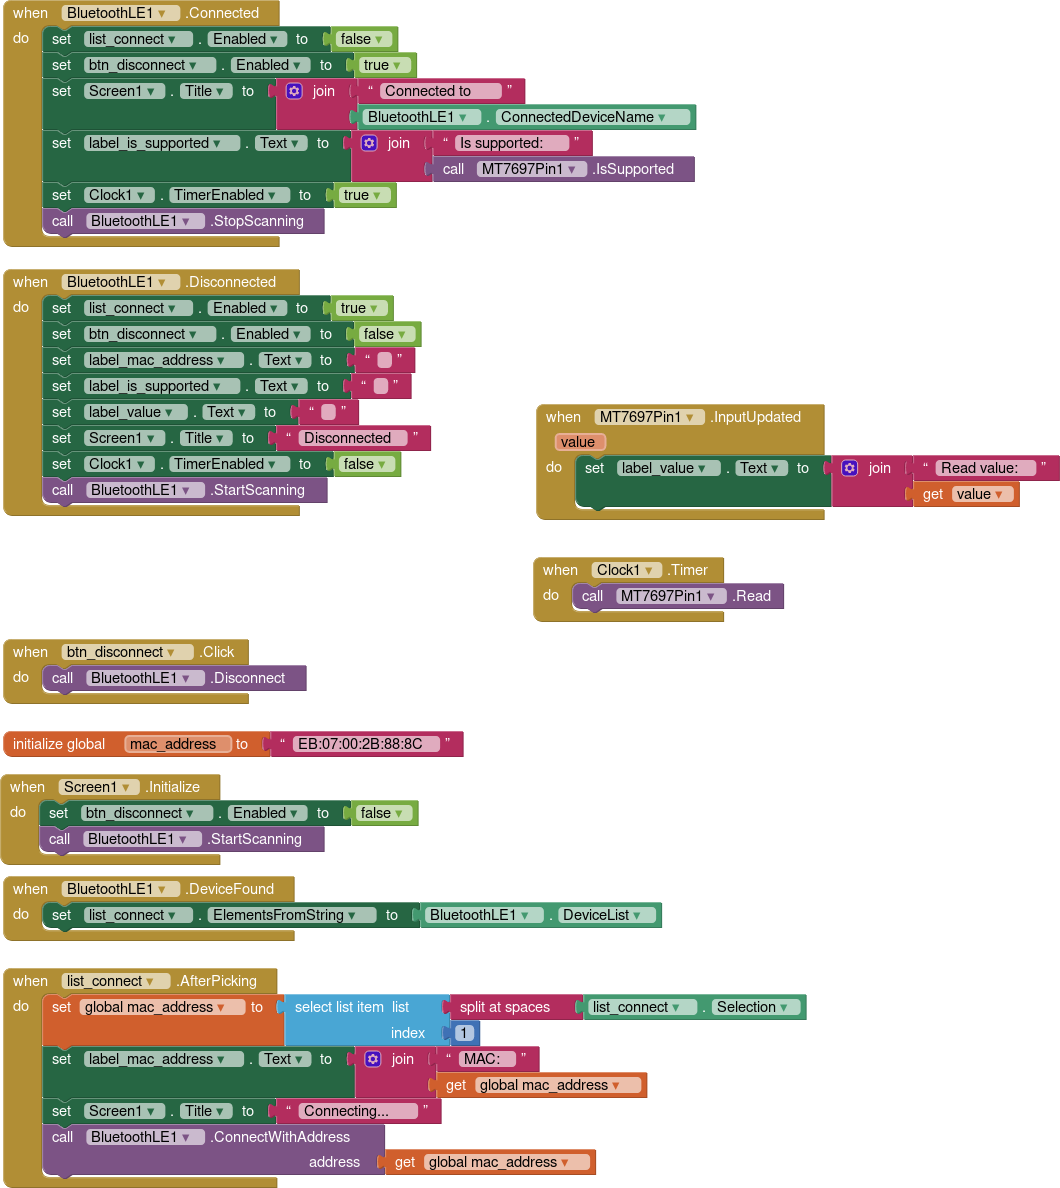 when BluetoothLE1 .Connected
do set list_connect . Enabled to false
set btn_disconnect . Enabled to true
set Screen1 . Title to join “ Connected to ”
BluetoothLE1 . ConnectedDeviceName
set label_is_supported . Text to join “ Is supported: ”
call MT7697Pin1 .IsSupported
set Clock1 . TimerEnabled to true
call BluetoothLE1 .StopScanning
when BluetoothLE1 .Disconnected
do set list_connect . Enabled to true
set btn_disconnect . Enabled to false
set label_mac_address . Text to “ ”
set label_is_supported . Text to “ ”
set label_value . Text to “ ”
set Screen1 . Title to “ Disconnected ”
set Clock1 . TimerEnabled to false
call BluetoothLE1 .StartScanning
when MT7697Pin1 .InputUpdated
value
do set label_value . Text to join “ Read value: ”
get value
when Clock1 .Timer
do call MT7697Pin1 .Read
when btn_disconnect .Click
do call BluetoothLE1 .Disconnect
initialize global mac_address to “ EB:07:00:2B:88:8C ”
when Screen1 .Initialize
do set btn_disconnect . Enabled to false
call BluetoothLE1 .StartScanning
when BluetoothLE1 .DeviceFound
do set list_connect . ElementsFromString to BluetoothLE1 . DeviceList
when list_connect .AfterPicking
do set global mac_address to select list item list split at spaces list_connect . Selection
index 1
set label_mac_address . Text to join “ MAC: ”
get global mac_address
set Screen1 . Title to “ Connecting... ”
call BluetoothLE1 .ConnectWithAddress
address get global mac_address